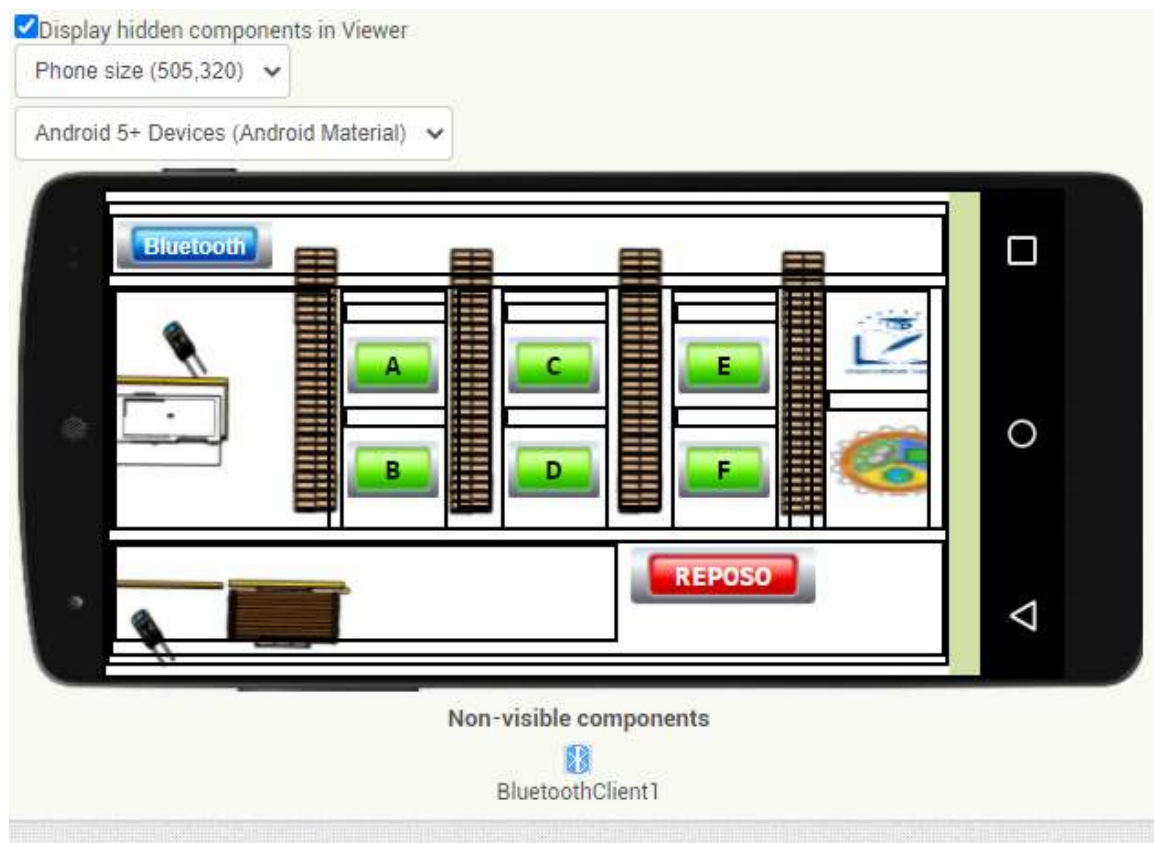 Display hidden components in Viewer
Phone size (505,320)
Android 5+ Devices (Android Material)
Bluetooth
A
C
E
B
D
F
REPOSO
Non-visible components
BluetoothClient1